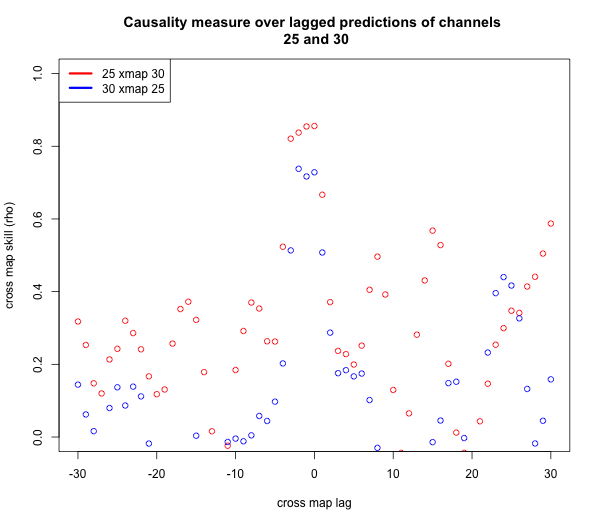 Causality measure over lagged predictions of channels
25 and 30
25 xmap 30
30 xmap 25
cross map skill (rho)
1.0
0.8
0.6
0.4
0.2
0.0
-30
-20
-10
0
10
20
30
cross map lag